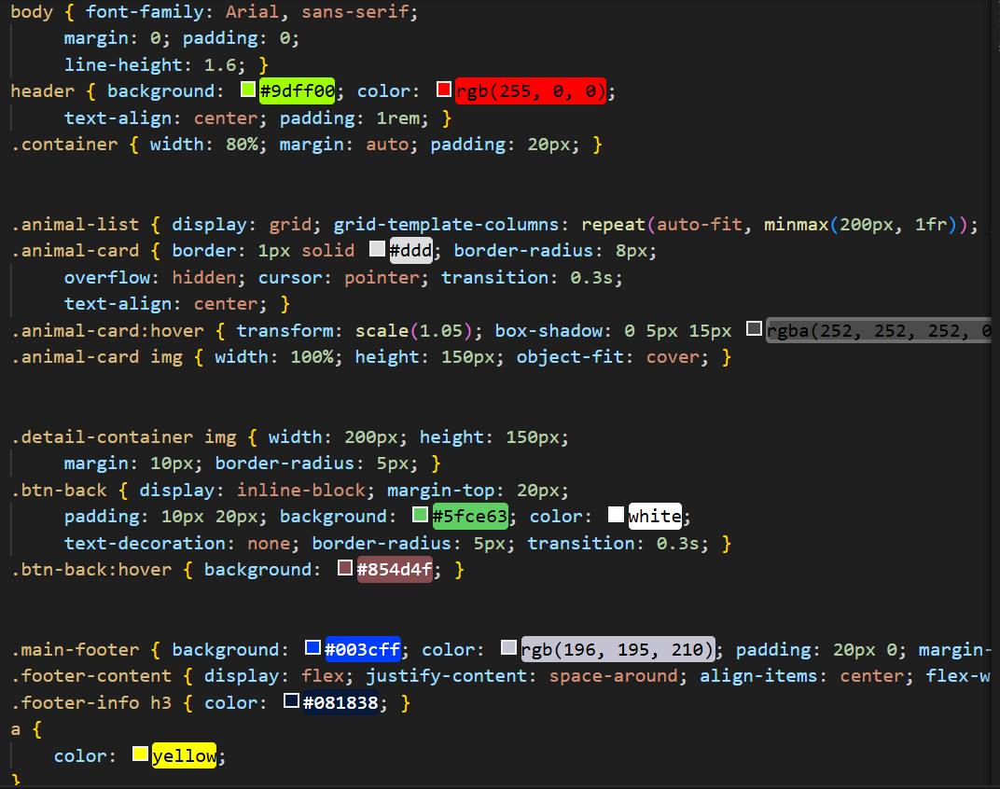 body { font-family: Arial, sans-serif;
margin: 0; padding: 0;
line-height: 1.6; }
header { background: #9dff00; color: rgb(255, 0, 0);
text-align: center; padding: 1rem; }
.container { width: 80%; margin: auto; padding: 20px; }
.animal-list { display: grid; grid-template-columns: repeat(auto-fit, minmax(200px, 1fr));
.animal-card { border: 1px solid #ddd; border-radius: 8px;
overflow: hidden; cursor: pointer; transition: 0.3s;
text-align: center; }
.animal-card:hover { transform: scale(1.05); box-shadow: 0 5px 15px rgba(252, 252, 252, 0
.animal-card img { width: 100%; height: 150px; object-fit: cover; }
.detail-container img { width: 200px; height: 150px;
margin: 10px; border-radius: 5px; }
.btn-back { display: inline-block; margin-top: 20px;
padding: 10px 20px; background: #5fce63; color: white;
text-decoration: none; border-radius: 5px; transition: 0.3s; }
.btn-back:hover { background: #854d4f; }
.main-footer { background: #003cff; color: rgb(196, 195, 210); padding: 20px 0; margin-
.footer-content { display: flex; justify-content: space-around; align-items: center; flex-w
.footer-info h3 { color: #081838; }
a {
color: yellow;
}